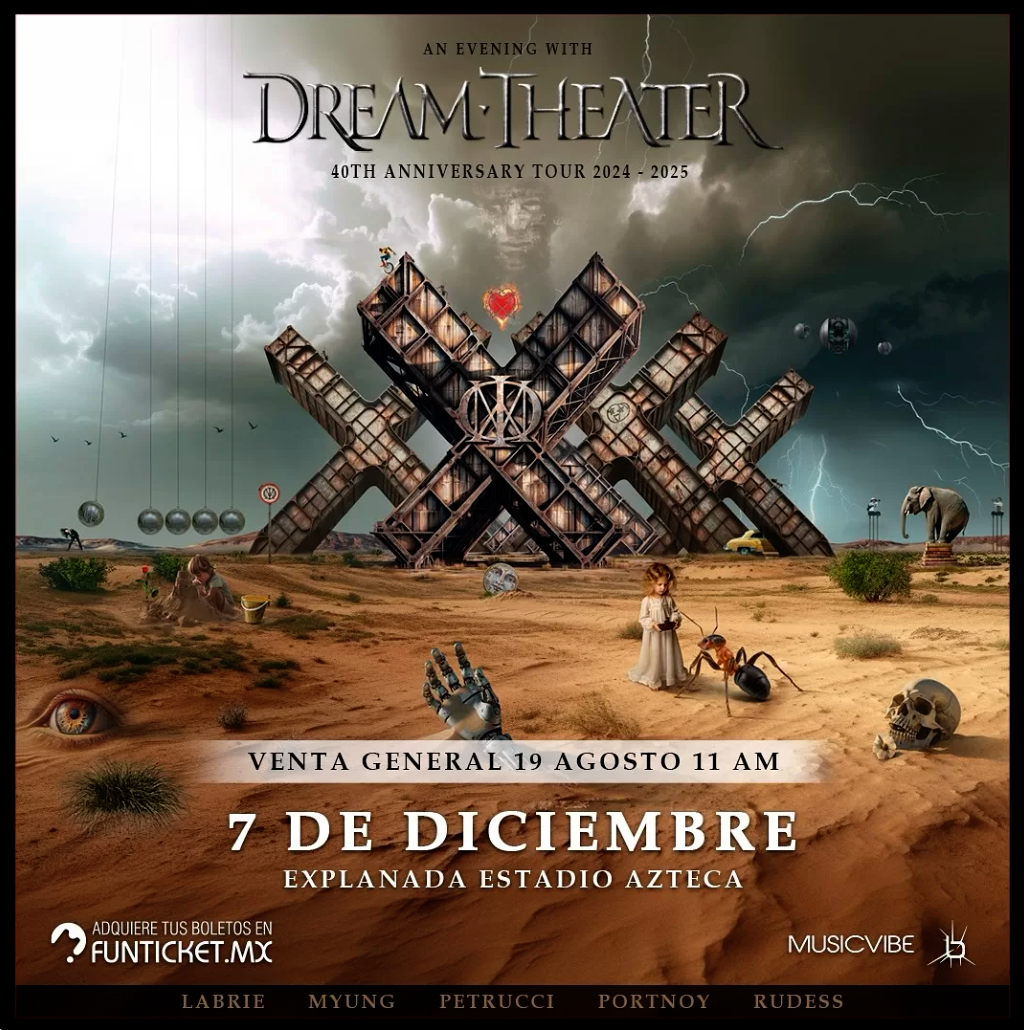 AN EVENING WITH
DREAM·THEATER
40TH ANNIVERSARY TOUR 2024 - 2025
VENTA GENERAL 19 AGOSTO 11 AM
7 DE DICIEMBRE
EXPLANADA ESTADIO AZTECA
ADQUIERE TUS BOLETOS EN
FUNTICKET.MX
MUSICVIBE
LABRIE MYUNG PETRUCCI PORTNOY RUDESS